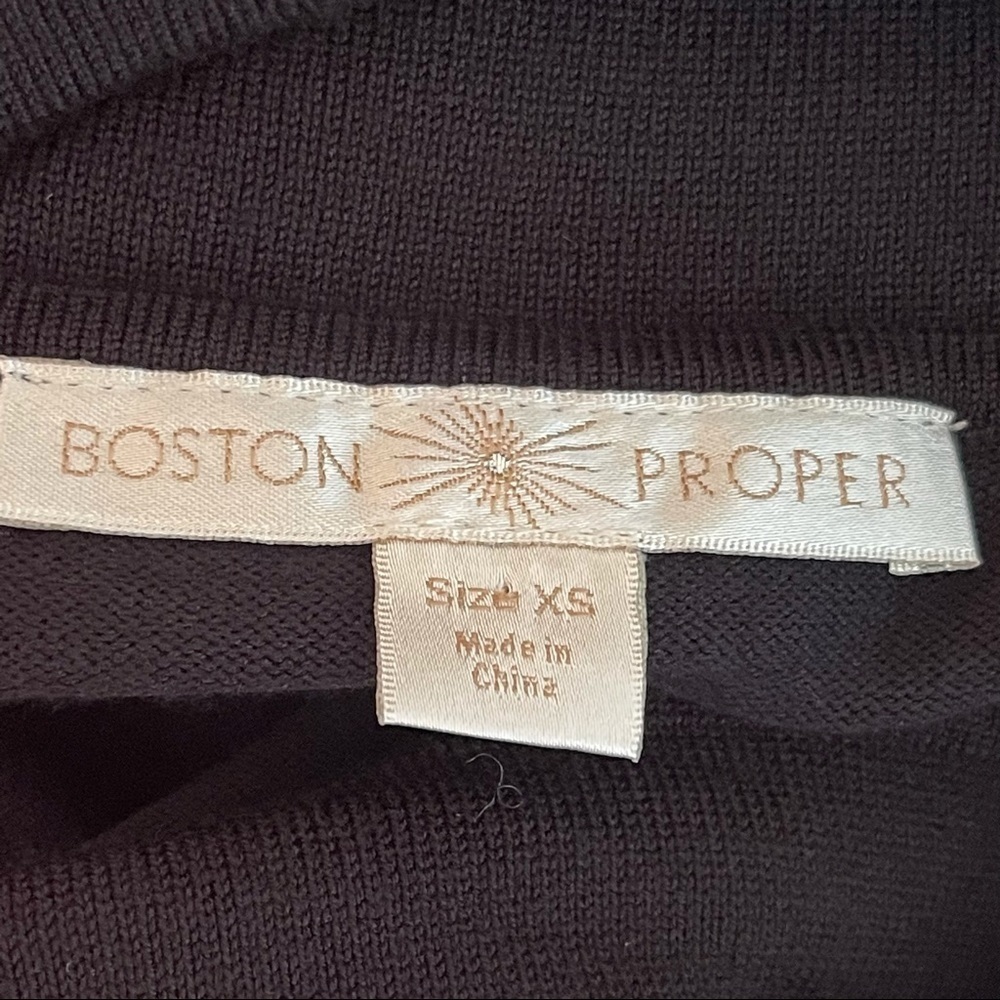 BOSTON PROPER
Size XS
Made in
China